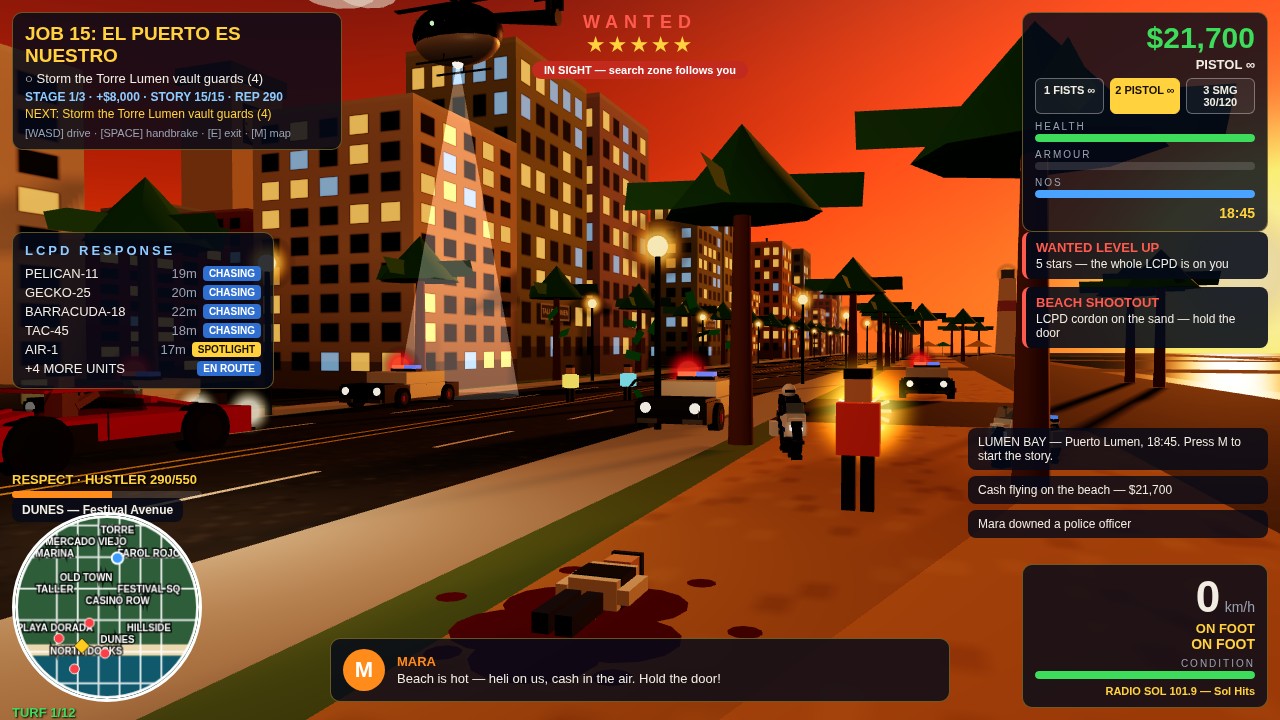 JOB 15: EL PUERTO ES
NUESTRO
○ Storm the Torre Lumen vault guards (4)
STAGE 1/3 · +$8,000 · STORY 15/15 · REP 290
NEXT: Storm the Torre Lumen vault guards (4)
[WASD] drive · [SPACE] handbrake · [E] exit · [M] map
WANTED
★★★★★
IN SIGHT — search zone follows you
$21,700
PISTOL ∞
1 FISTS ∞
2 PISTOL ∞
3 SMG
30/120
HEALTH
ARMOUR
NOS
18:45
WANTED LEVEL UP
5 stars — the whole LCPD is on you
BEACH SHOOTOUT
LCPD cordon on the sand — hold the
door
LCPD RESPONSE
PELICAN-11 19m CHASING
GECKO-25 20m CHASING
BARRACUDA-18 22m CHASING
TAC-45 18m CHASING
AIR-1 17m SPOTLIGHT
+4 MORE UNITS EN ROUTE
LUMEN BAY — Puerto Lumen, 18:45. Press M to
start the story.
Cash flying on the beach — $21,700
Mara downed a police officer
RESPECT · HUSTLER 290/550
DUNES — Festival Avenue
TORRE
MERCADO VIEJO
MARINA
FAROL ROJO
OLD TOWN
TALLER
FESTIVAL SQ
CASINO ROW
PLAYA DORADA
HILLSIDE
DUNES
NORTH DOCKS
TURF 1/12
M
MARA
Beach is hot — heli on us, cash in the air. Hold the door!
0 km/h
ON FOOT
ON FOOT
CONDITION
RADIO SOL 101.9 — Sol Hits